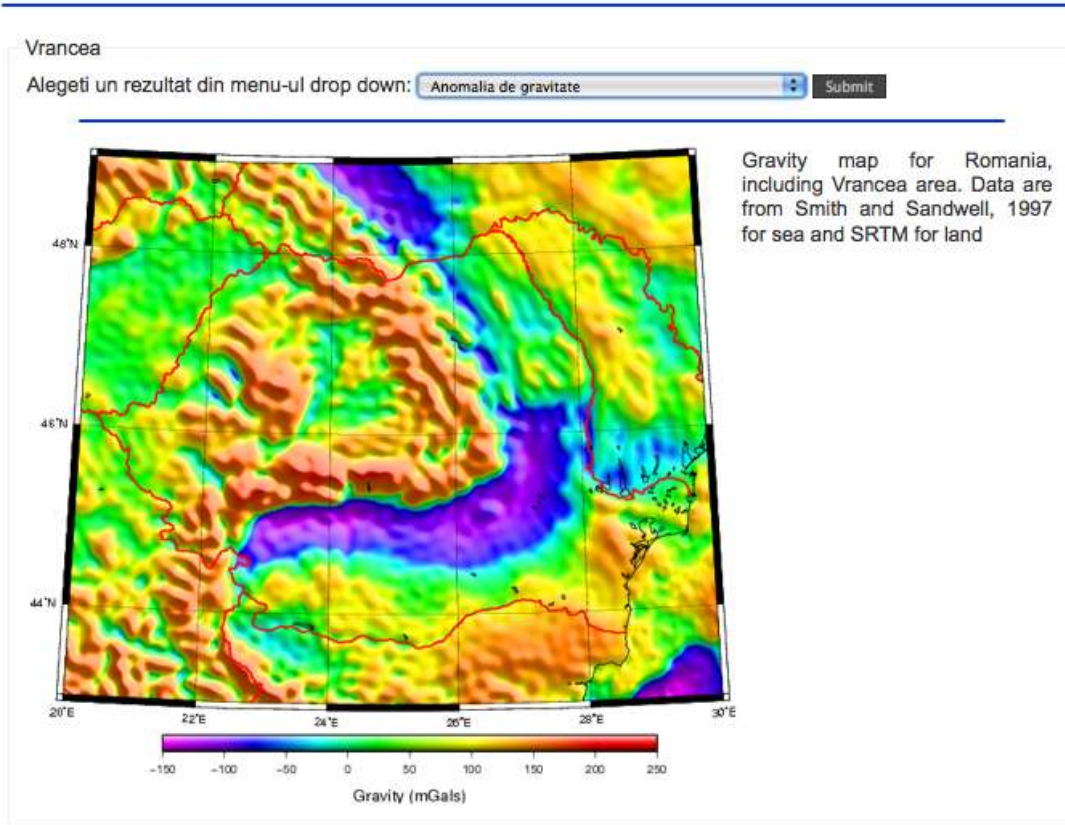 Vrancea
Alegeti un rezultat din menu-ul drop down: Anomalia de gravitate Submit
Gravity map for Romania,
including Vrancea area. Data are
from Smith and Sandwell, 1997
for sea and SRTM for land
48°N
46°N
44°N
20°E 22°E 24°E 26°E 28°E 30°E
-150 -100 -50 0 50 100 150 200 250
Gravity (mGals)